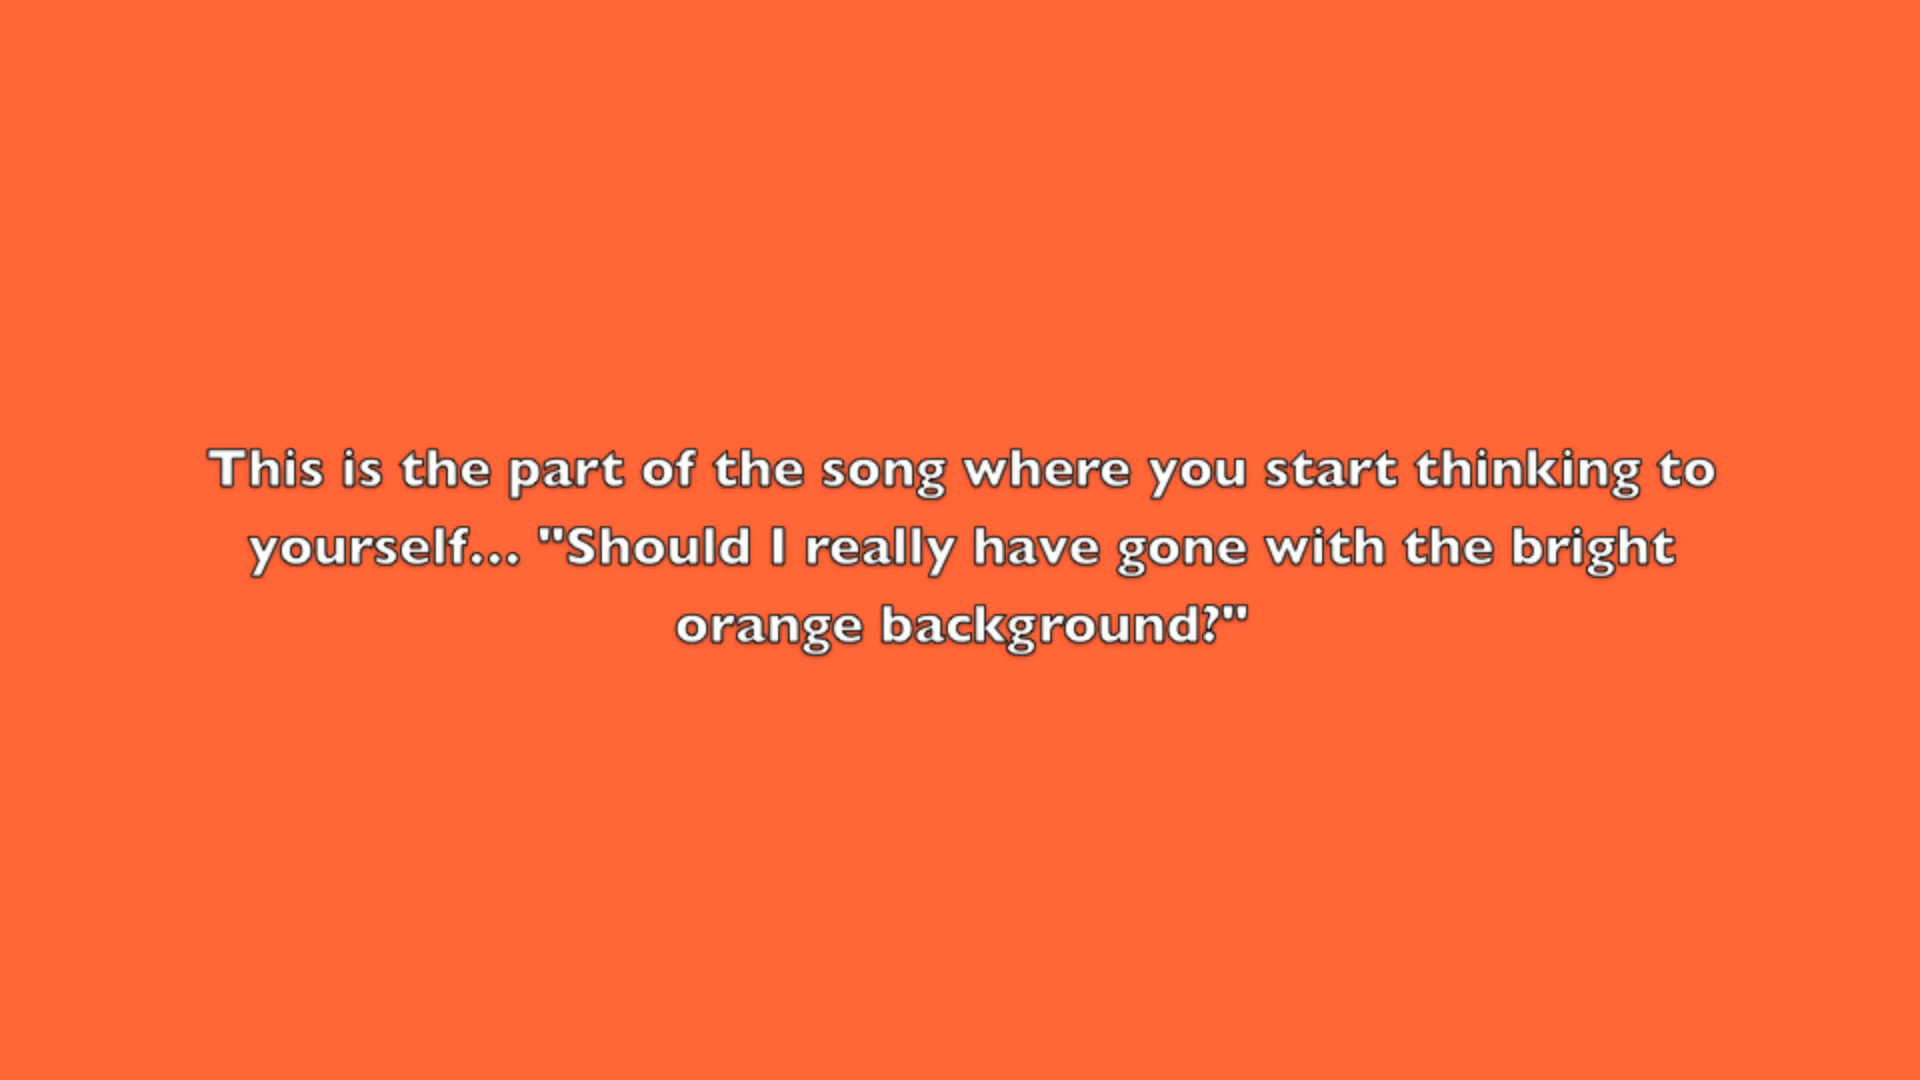 This is the part of the song where you start thinking to
yourself... "Should I really have gone with the bright
orange background?"